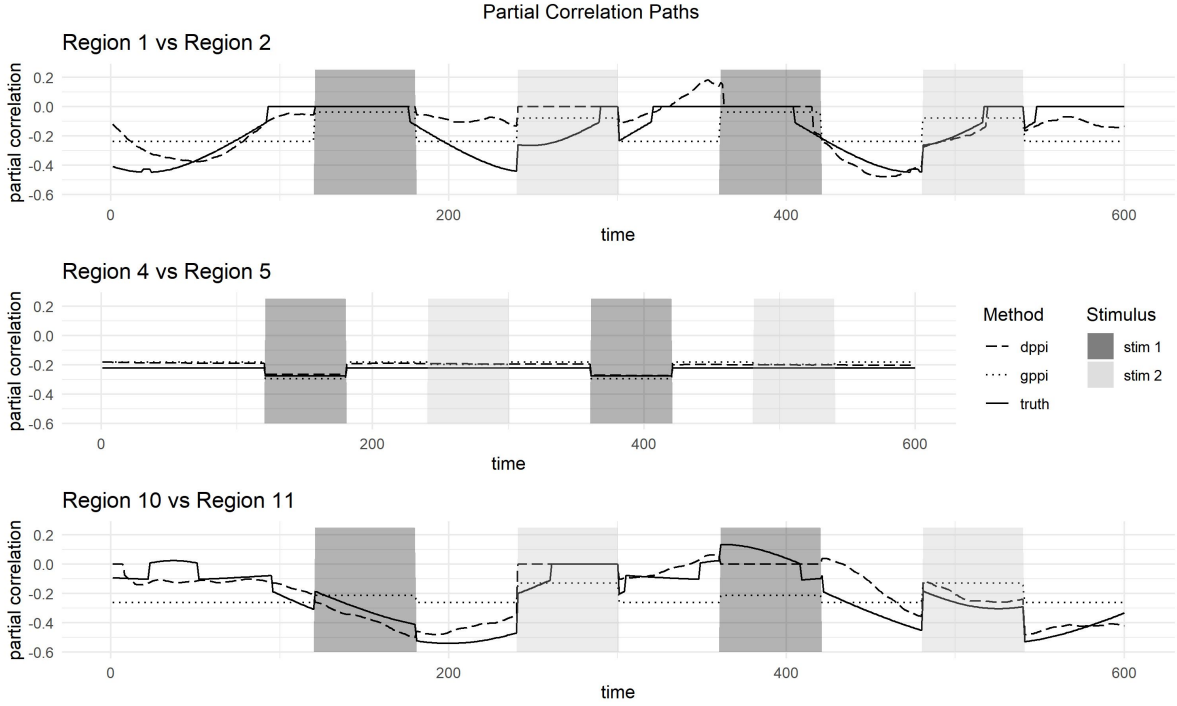 Partial Correlation Paths
Region 1 vs Region 2
partial correlation
0.2
0.0
-0.2
-0.4
-0.6
0 200 400 600
time
Region 4 vs Region 5
partial correlation
0.2
0.0
-0.2
-0.4
-0.6
0 200 400 600
time
Method
dppi
gppi
truth
Stimulus
stim 1
stim 2
Region 10 vs Region 11
partial correlation
0.2
0.0
-0.2
-0.4
-0.6
0 200 400 600
time